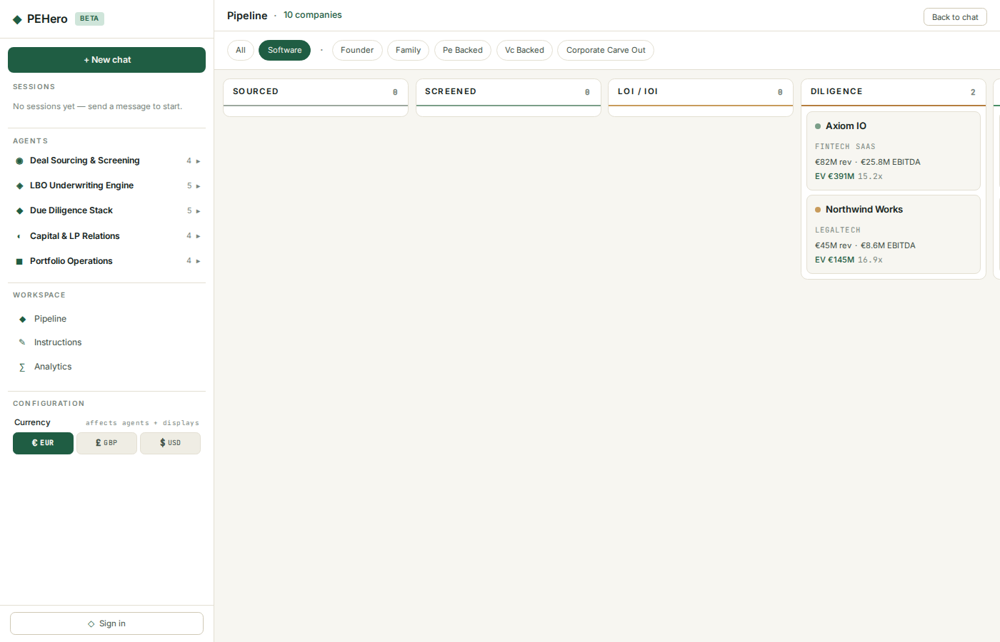 PEHero BETA
+ New chat
SESSIONS
No sessions yet — send a message to start.
AGENTS
Deal Sourcing & Screening 4
LBO Underwriting Engine 5
Due Diligence Stack 5
Capital & LP Relations 4
Portfolio Operations 4
WORKSPACE
Pipeline
Instructions
Analytics
CONFIGURATION
Currency affects agents + displays
€ EUR £ GBP $ USD
Sign in
Pipeline · 10 companies
Back to chat
All Software · Founder Family Pe Backed Vc Backed Corporate Carve Out
SOURCED 0
SCREENED 0
LOI / IOI 0
DILIGENCE 2
Axiom IO
FINTECH SAAS
€82M rev · €25.8M EBITDA
EV €391M 15.2x
Northwind Works
LEGALTECH
€45M rev · €8.6M EBITDA
EV €145M 16.9x